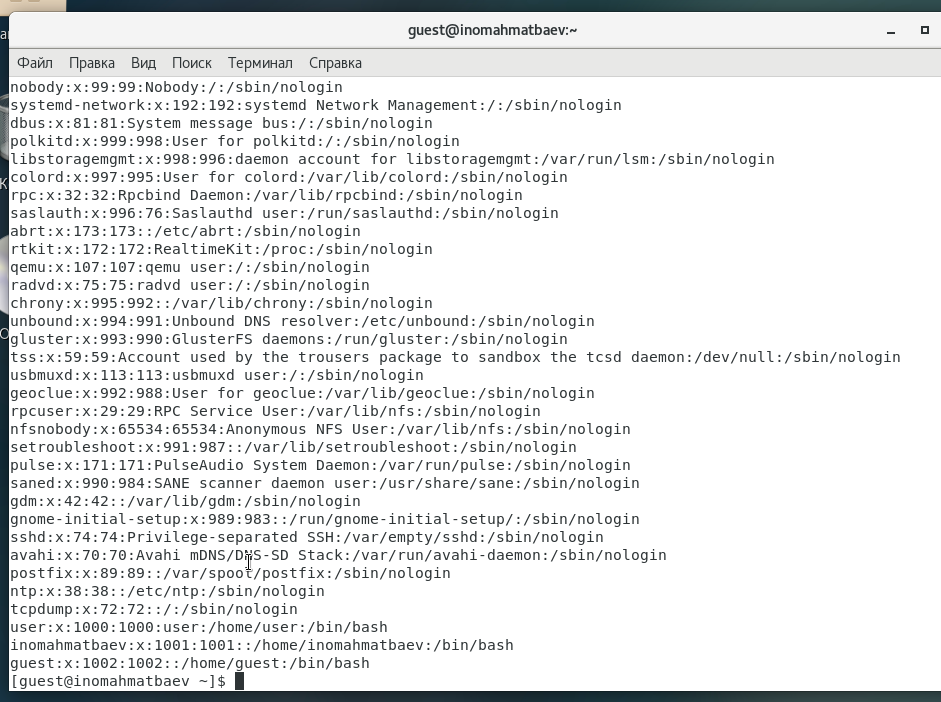 guest@inomahmatbaev:~
Файл Правка Вид Поиск Терминал Справка
nobody:x:99:99:Nobody:/:/sbin/nologin
systemd-network:x:192:192:systemd Network Management:/:/sbin/nologin
dbus:x:81:81:System message bus:/:/sbin/nologin
polkitd:x:999:998:User for polkitd:/:/sbin/nologin
libstoragemgmt:x:998:996:daemon account for libstoragemgmt:/var/run/lsm:/sbin/nologin
colord:x:997:995:User for colord:/var/lib/colord:/sbin/nologin
rpc:x:32:32:Rpcbind Daemon:/var/lib/rpcbind:/sbin/nologin
saslauth:x:996:76:Saslauthd user:/run/saslauthd:/sbin/nologin
abrt:x:173:173::/etc/abrt:/sbin/nologin
rtkit:x:172:172:RealtimeKit:/proc:/sbin/nologin
qemu:x:107:107:qemu user:/:/sbin/nologin
radvd:x:75:75:radvd user:/:/sbin/nologin
chrony:x:995:992::/var/lib/chrony:/sbin/nologin
unbound:x:994:991:Unbound DNS resolver:/etc/unbound:/sbin/nologin
gluster:x:993:990:GlusterFS daemons:/run/gluster:/sbin/nologin
tss:x:59:59:Account used by the trousers package to sandbox the tcsd daemon:/dev/null:/sbin/nologin
usbmuxd:x:113:113:usbmuxd user:/:/sbin/nologin
geoclue:x:992:988:User for geoclue:/var/lib/geoclue:/sbin/nologin
rpcuser:x:29:29:RPC Service User:/var/lib/nfs:/sbin/nologin
nfsnobody:x:65534:65534:Anonymous NFS User:/var/lib/nfs:/sbin/nologin
setroubleshoot:x:991:987::/var/lib/setroubleshoot:/sbin/nologin
pulse:x:171:171:PulseAudio System Daemon:/var/run/pulse:/sbin/nologin
saned:x:990:984:SANE scanner daemon user:/usr/share/sane:/sbin/nologin
gdm:x:42:42::/var/lib/gdm:/sbin/nologin
gnome-initial-setup:x:989:983::/run/gnome-initial-setup/:/sbin/nologin
sshd:x:74:74:Privilege-separated SSH:/var/empty/sshd:/sbin/nologin
avahi:x:70:70:Avahi mDNS/DNS-SD Stack:/var/run/avahi-daemon:/sbin/nologin
postfix:x:89:89::/var/spool/postfix:/sbin/nologin
ntp:x:38:38::/etc/ntp:/sbin/nologin
tcpdump:x:72:72::/:/sbin/nologin
user:x:1000:1000:user:/home/user:/bin/bash
inomahmatbaev:x:1001:1001::/home/inomahmatbaev:/bin/bash
guest:x:1002:1002::/home/guest:/bin/bash
[guest@inomahmatbaev ~]$